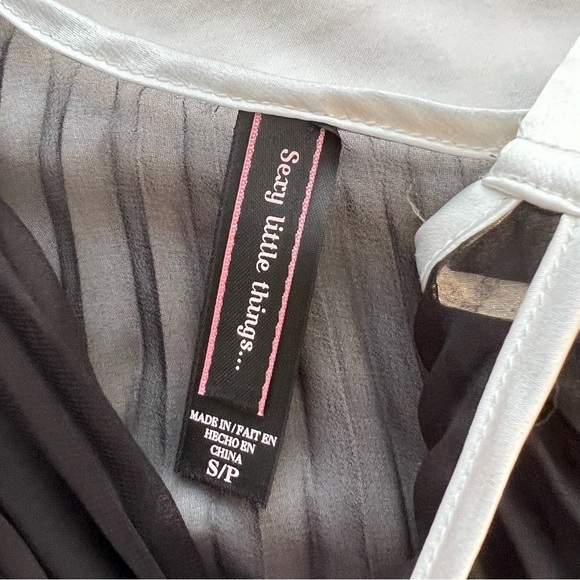 Sexy little things...
MADE IN / FAIT EN
HECHO EN
CHINA
S/P